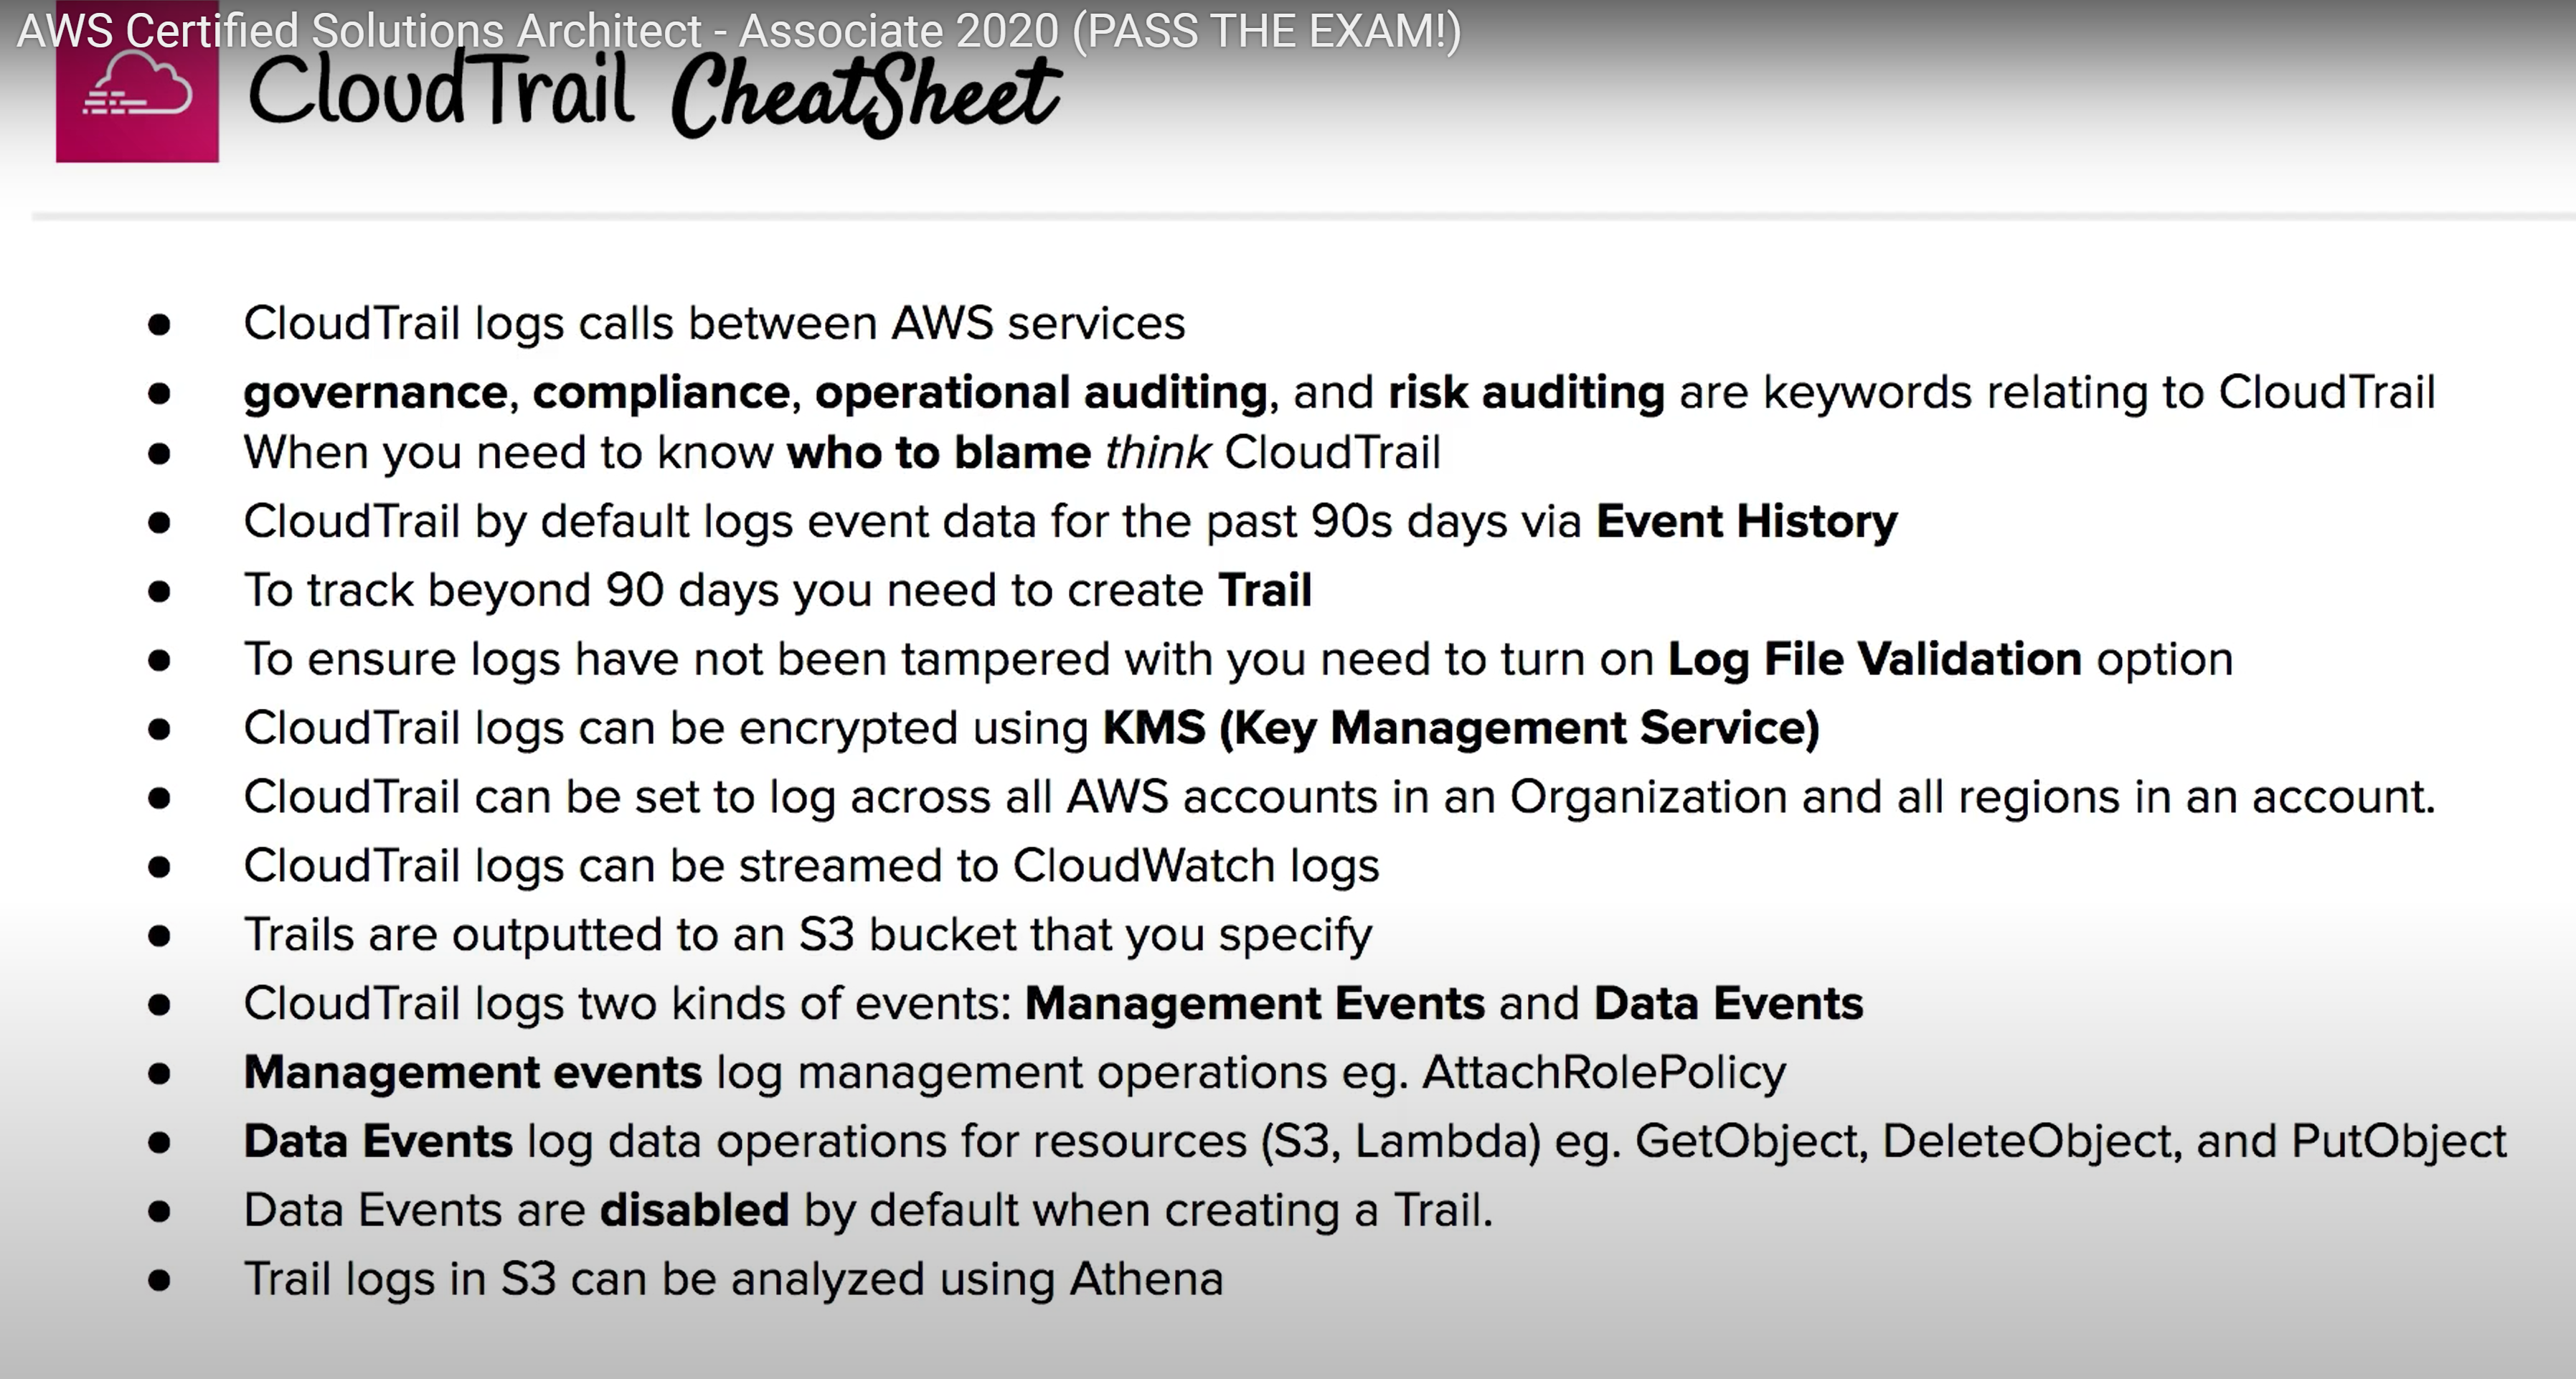 AWS Certified Solutions Architect - Associate 2020 (PASS THE EXAM!)
CloudTrail CheatSheet
● CloudTrail logs calls between AWS services
● governance, compliance, operational auditing, and risk auditing are keywords relating to CloudTrail
● When you need to know who to blame think CloudTrail
● CloudTrail by default logs event data for the past 90s days via Event History
● To track beyond 90 days you need to create Trail
● To ensure logs have not been tampered with you need to turn on Log File Validation option
● CloudTrail logs can be encrypted using KMS (Key Management Service)
● CloudTrail can be set to log across all AWS accounts in an Organization and all regions in an account.
● CloudTrail logs can be streamed to CloudWatch logs
● Trails are outputted to an S3 bucket that you specify
● CloudTrail logs two kinds of events: Management Events and Data Events
● Management events log management operations eg. AttachRolePolicy
● Data Events log data operations for resources (S3, Lambda) eg. GetObject, DeleteObject, and PutObject
● Data Events are disabled by default when creating a Trail.
● Trail logs in S3 can be analyzed using Athena